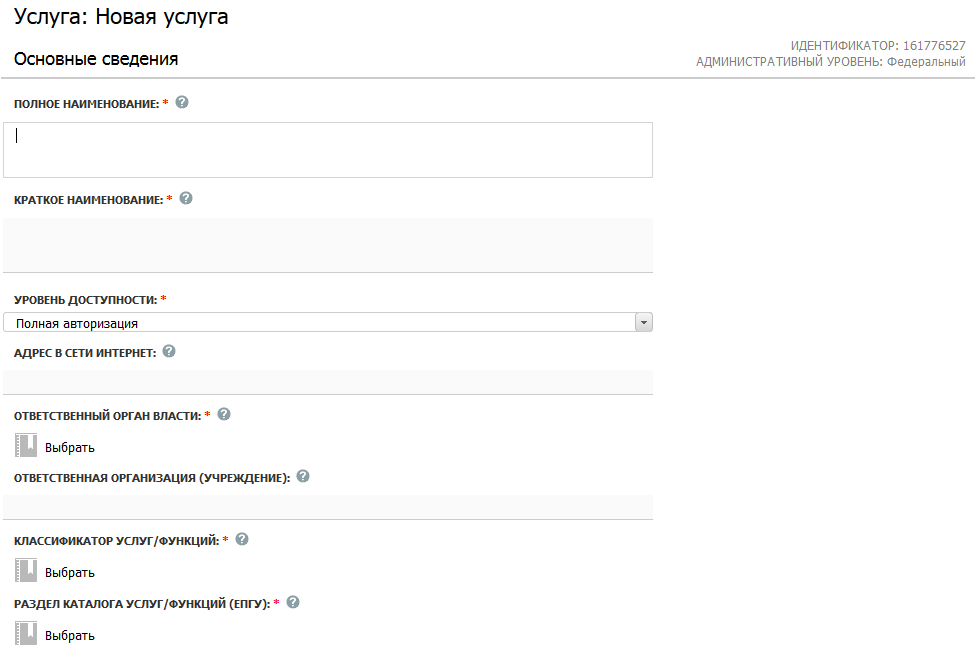 Услуга: Новая услуга
Основные сведения
ИДЕНТИФИКАТОР: 161776527
АДМИНИСТРАТИВНЫЙ УРОВЕНЬ: Федеральный
ПОЛНОЕ НАИМЕНОВАНИЕ: * ?
КРАТКОЕ НАИМЕНОВАНИЕ: * ?
УРОВЕНЬ ДОСТУПНОСТИ: *
Полная авторизация
АДРЕС В СЕТИ ИНТЕРНЕТ: ?
ОТВЕТСТВЕННЫЙ ОРГАН ВЛАСТИ: * ?
Выбрать
ОТВЕТСТВЕННАЯ ОРГАНИЗАЦИЯ (УЧРЕЖДЕНИЕ): ?
КЛАССИФИКАТОР УСЛУГ/ФУНКЦИЙ: * ?
Выбрать
РАЗДЕЛ КАТАЛОГА УСЛУГ/ФУНКЦИЙ (ЕПГУ): * ?
Выбрать